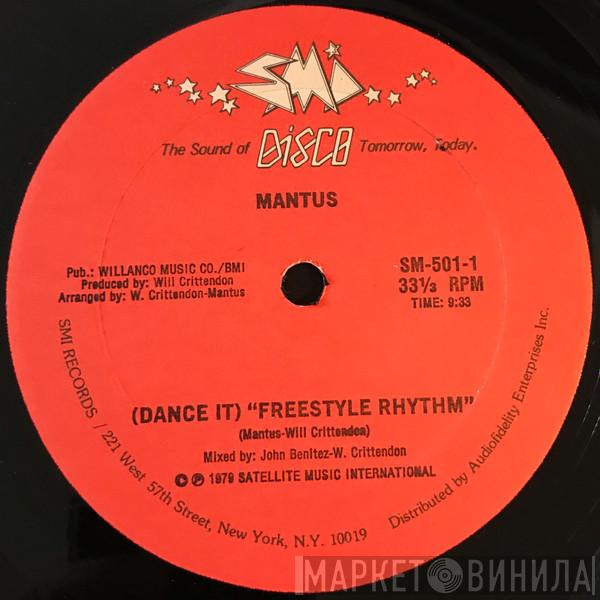 SMI
The Sound of DISCO Tomorrow, Today.
MANTUS
Pub.: WILLANCO MUSIC CO./BMI
Produced by: Will Crittendon
Arranged by: W. Crittendon-Mantus
SM-501-1
33⅓ RPM
TIME: 9:33
(DANCE IT) "FREESTYLE RHYTHM"
(Mantus-Will Crittendon)
Mixed by: John Benitez-W. Crittendon
© ℗ 1979 SATELLITE MUSIC INTERNATIONAL
SMI RECORDS / 221 West 57th Street, New York, N.Y. 10019
Distributed by Audiofidelity Enterprises Inc.
МАРКЕТ ВИНИЛА